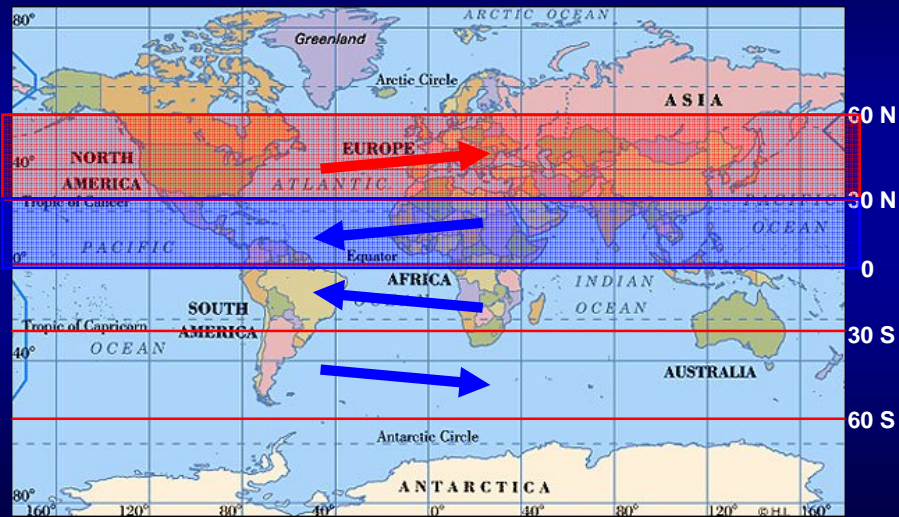 80°
ARCTIC OCEAN
Greenland
Arctic Circle
ASIA
60 N
EUROPE
40°
NORTH
AMERICA
ATLANTIC
Tropic of Cancer
30 N
PACIFIC
OCEAN
PACIFIC
0°
Equator
0
AFRICA
INDIAN
OCEAN
OCEAN
SOUTH
AMERICA
Tropic of Capricorn
30 S
OCEAN
40°
AUSTRALIA
60 S
Antarctic Circle
ANTARCTICA
80°
160° 120° 80° 40° 0° 40° 80° 120° © H.I. 160°